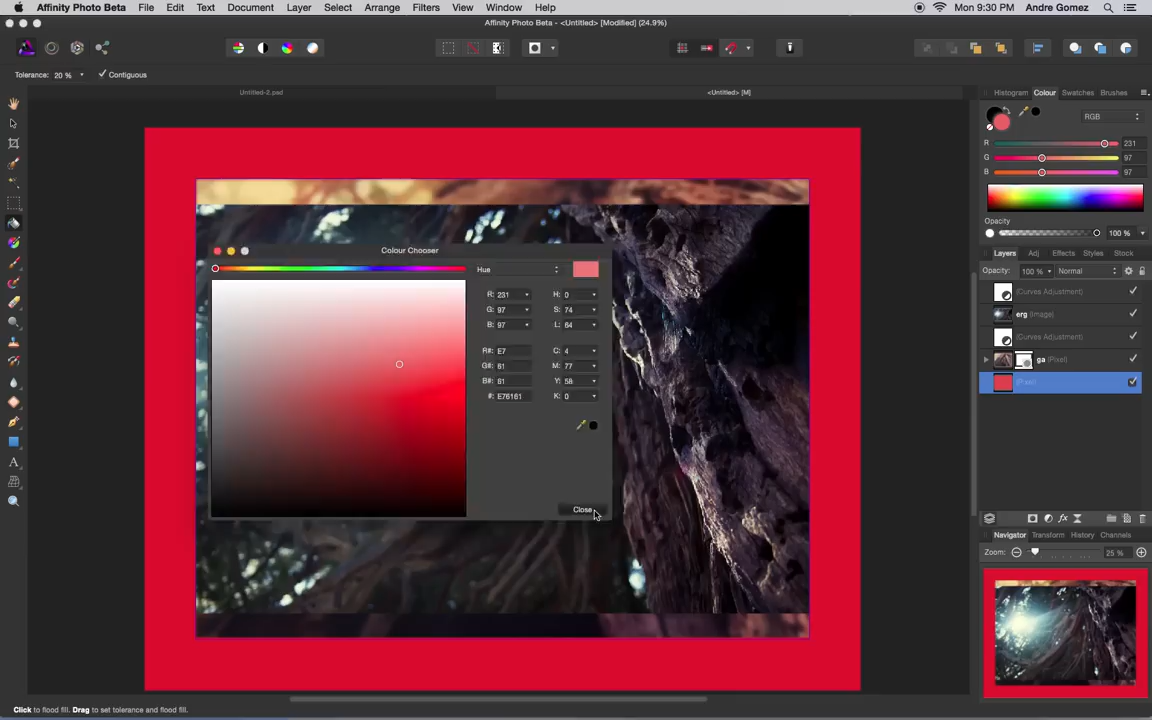 Affinity Photo Beta File Edit Text Document Layer Select Arrange Filters View Window Help Mon 9:30 PM Andre Gomez
Affinity Photo Beta - <Untitled> [Modified] (24.9%)
Tolerance: 20 % Contiguous
Untitled-2.psd <Untitled> [M]
Histogram Colour Swatches Brushes
RGB
R 231
G 97
B 97
Opacity
100 %
Layers Adj Effects Styles Stock
Opacity: 100 % Normal
(Curves Adjustment)
erg (Image)
(Curves Adjustment)
ga (Pixel)
(Pixel)
Colour Chooser
Hue
R: 231 H: 0
G: 97 S: 74
B: 97 L: 64
R#: E7 C: 4
G#: 61 M: 77
B#: 61 Y: 58
#: E76161 K: 0
Close
Navigator Transform History Channels
Zoom: 25 %
Click to flood fill. Drag to set tolerance and flood fill.